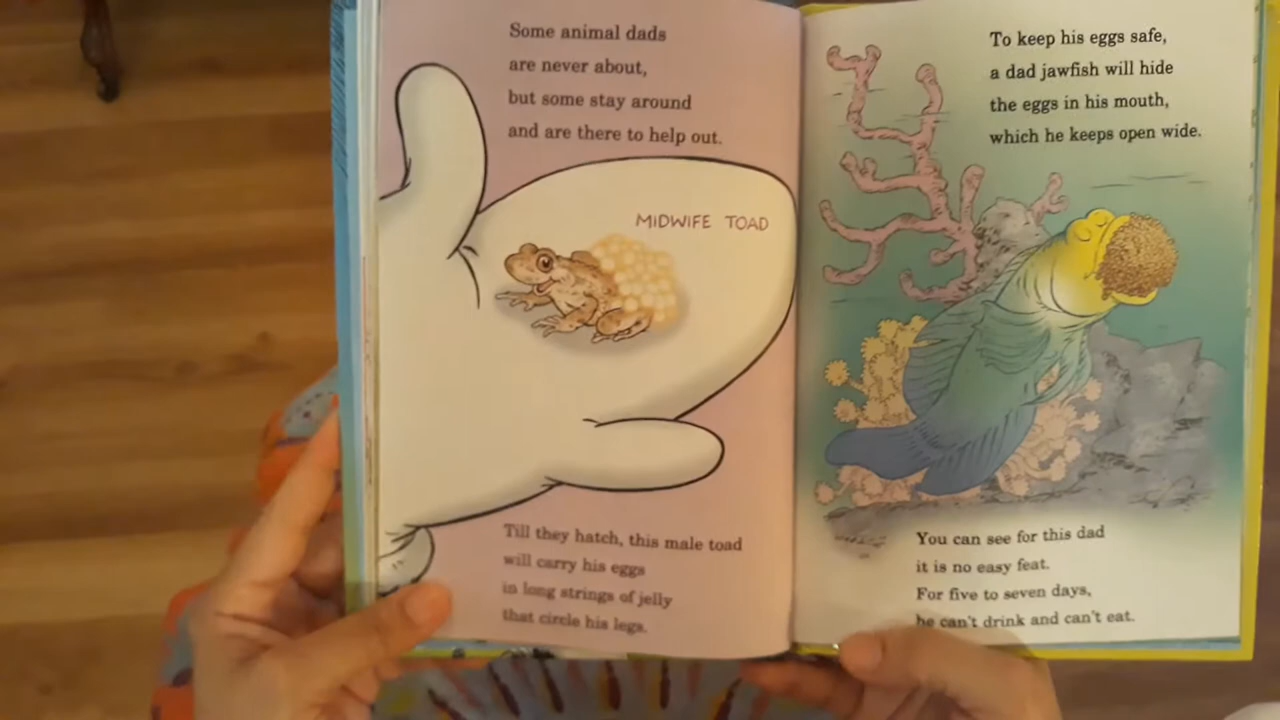 Some animal dads
are never about,
but some stay around
and are there to help out.
MIDWIFE TOAD
Till they hatch, this male toad
will carry his eggs
in long strings of jelly
that circle his legs.
To keep his eggs safe,
a dad jawfish will hide
the eggs in his mouth,
which he keeps open wide.
You can see for this dad
it is no easy feat.
For five to seven days,
he can't drink and can't eat.